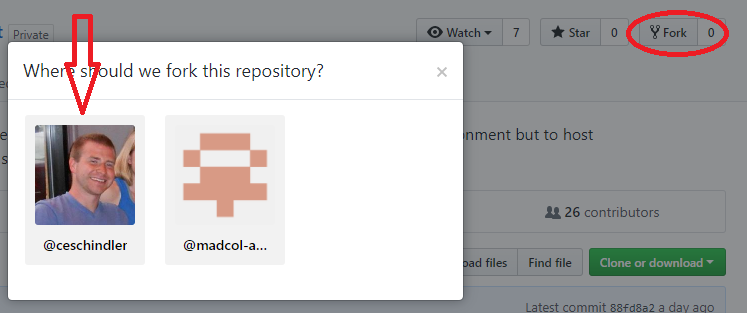 t Private
Watch 7 Star 0 Fork 0
Where should we fork this repository? ×
onment but to host
@ceschindler @madcol-a...
26 contributors
oad files Find file Clone or download
Latest commit 88fd8a2 a day ago